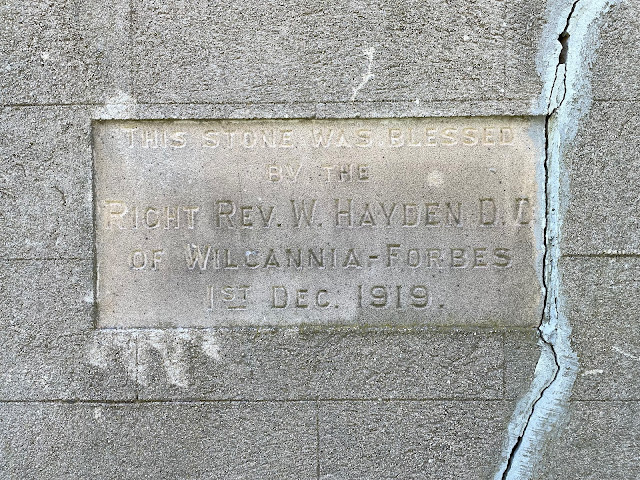 THIS STONE WAS BLESSED
BY THE
RIGHT REV. W. HAYDEN D.D.
OF WILCANNIA-FORBES
1ST DEC. 1919.